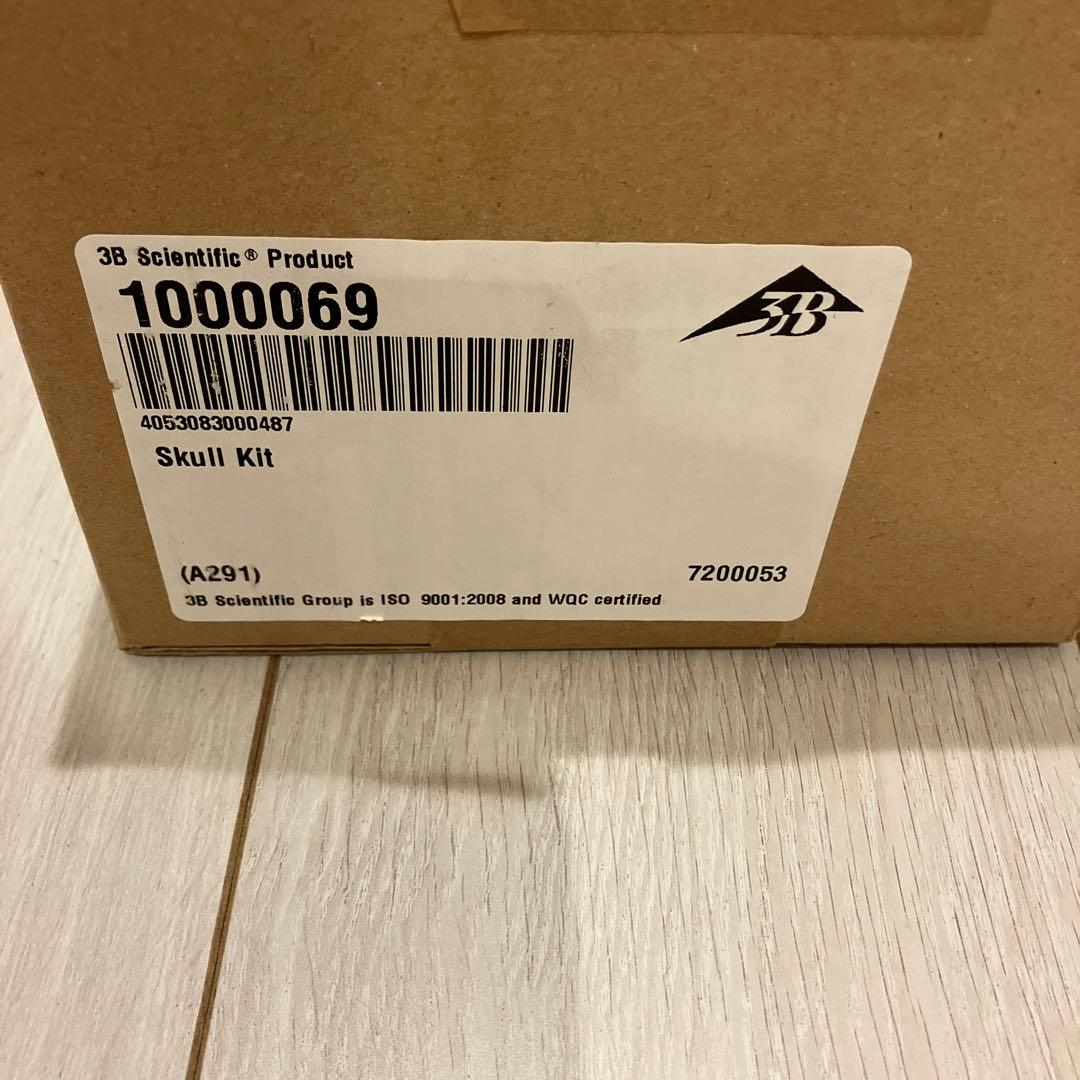 3B Scientific® Product
1000069
3B
4053083000487
Skull Kit
(A291)
7200053
3B Scientific Group is ISO 9001:2008 and WQC certified